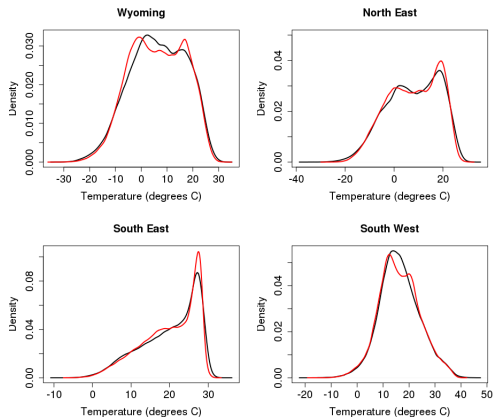 Wyoming
Density
0.000 0.010 0.020 0.030
-30 -20 -10 0 10 20 30
Temperature (degrees C)
North East
Density
0.00 0.02 0.04
-40 -20 0 20
Temperature (degrees C)
South East
Density
0.00 0.04 0.08
-10 0 10 20 30
Temperature (degrees C)
South West
Density
0.00 0.02 0.04
-20 -10 0 10 20 30 40 50
Temperature (degrees C)